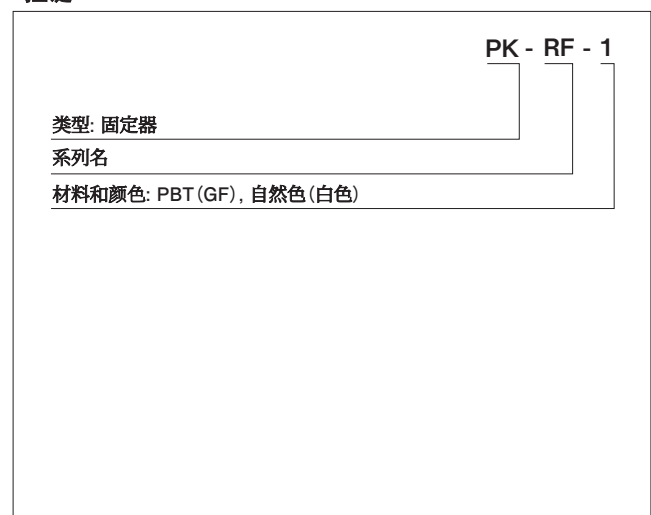 PK - RF - 1
类型: 固定器
系列名
材料和颜色: PBT(GF), 自然色(白色)